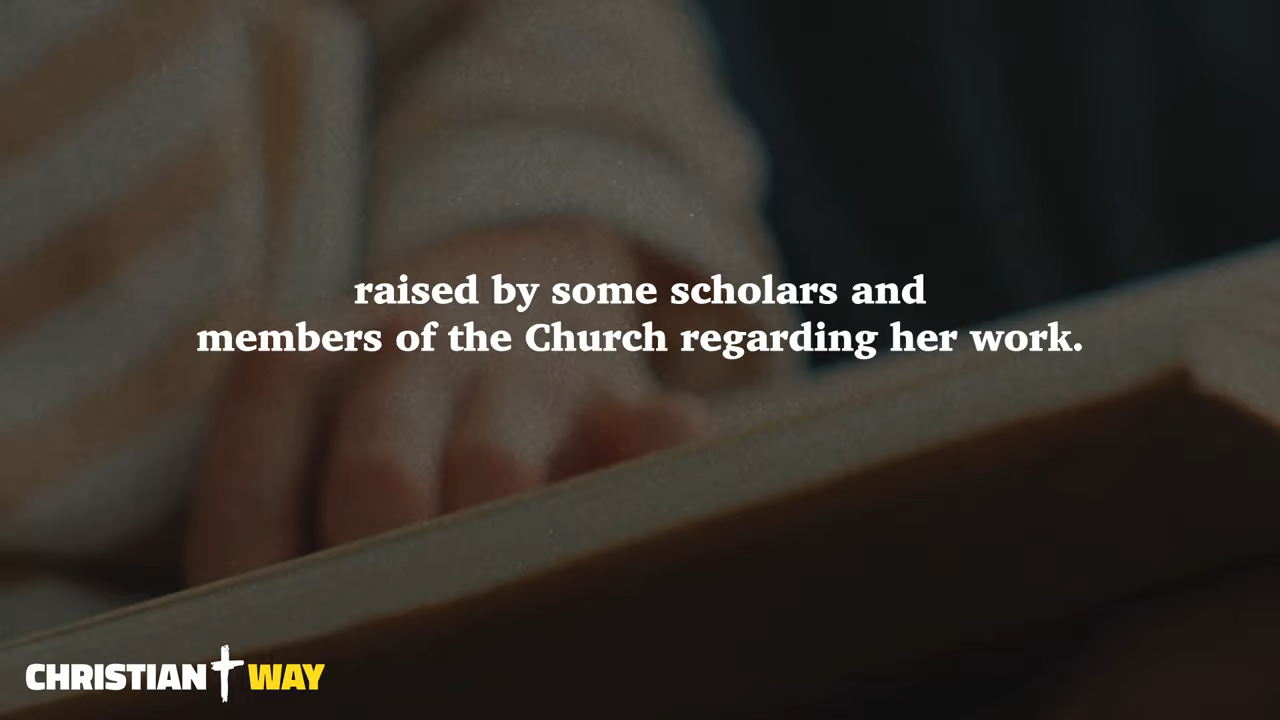 raised by some scholars and
members of the Church regarding her work.
CHRISTIAN WAY